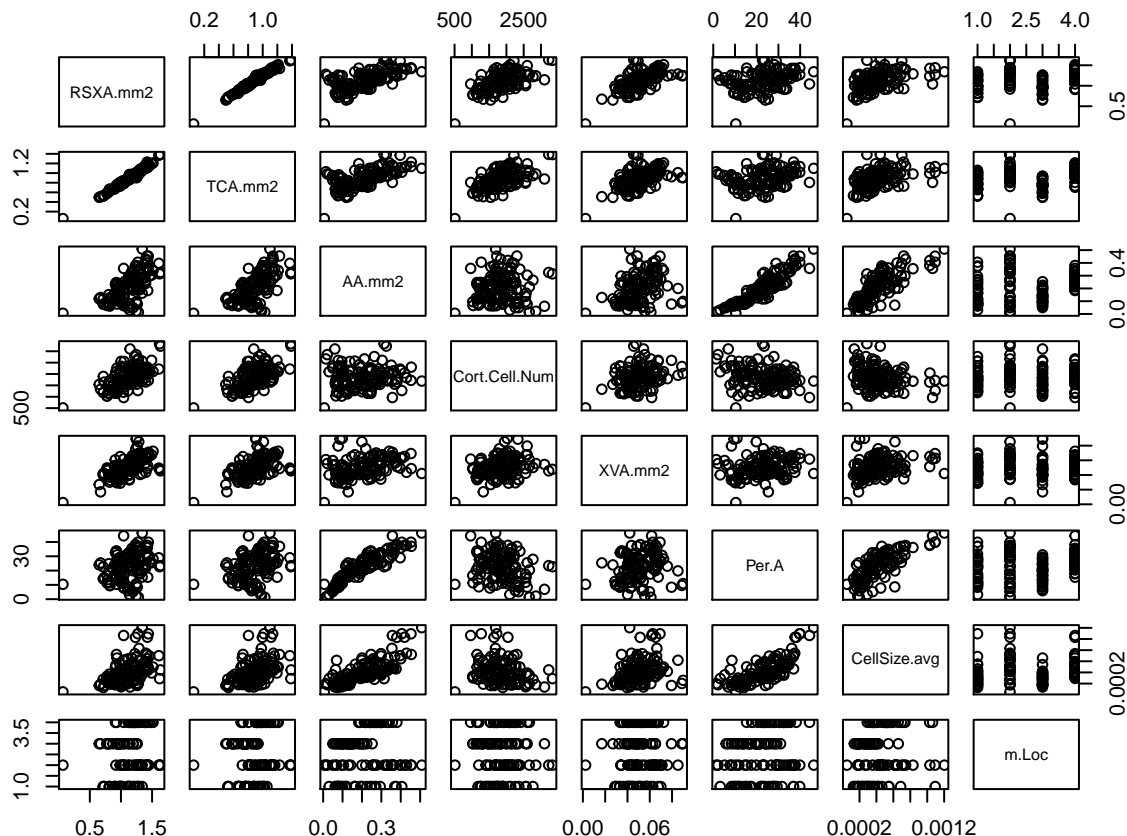 0.2 1.0 500 2500 0 20 40 1.0 2.5 4.0
RSXA.mm2 0.5
0.2 1.2 TCA.mm2
AA.mm2 0.0 0.4
500 Cort.Cell.Num
XVA.mm2 0.00
0 30 Per.A
CellSize.avg 0.0002
1.0 3.5 m.Loc
0.5 1.5 0.0 0.3 0.00 0.06 0.0002 0.0012